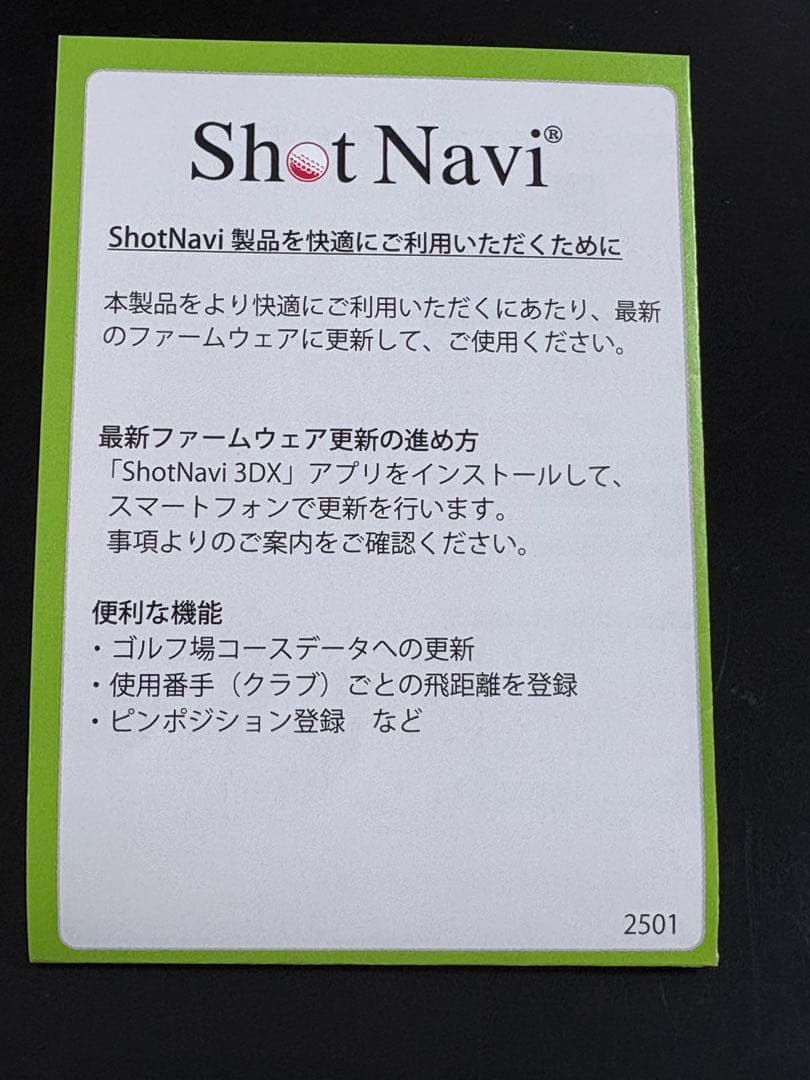 Shot Navi®
ShotNavi 製品を快適にご利用いただくために
本製品をより快適にご利用いただくにあたり、最新
のファームウェアに更新して、ご使用ください。
最新ファームウェア更新の進め方
「ShotNavi 3DX」アプリをインストールして、
スマートフォンで更新を行います。
事項よりのご案内をご確認ください。
便利な機能
・ゴルフ場コースデータへの更新
・使用番手（クラブ）ごとの飛距離を登録
・ピンポジション登録　など
2501